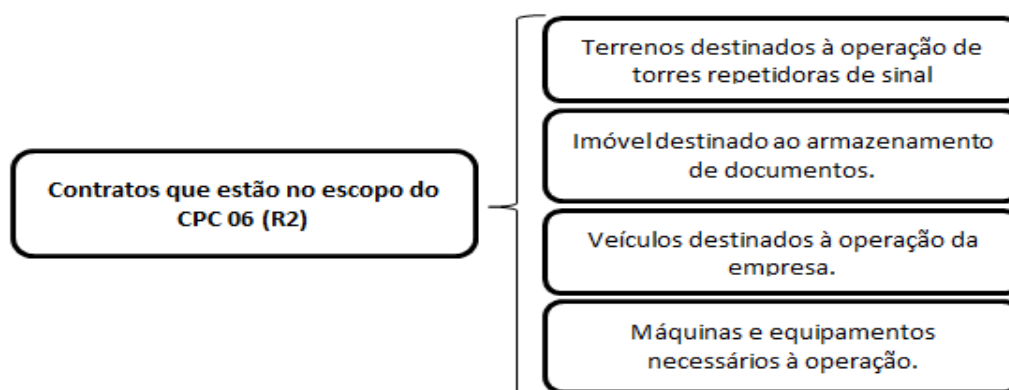 Contratos que estão no escopo do
CPC 06 (R2)
Terrenos destinados à operação de
torres repetidoras de sinal
Imóvel destinado ao armazenamento
de documentos.
Veículos destinados à operação da
empresa.
Máquinas e equipamentos
necessários à operação.